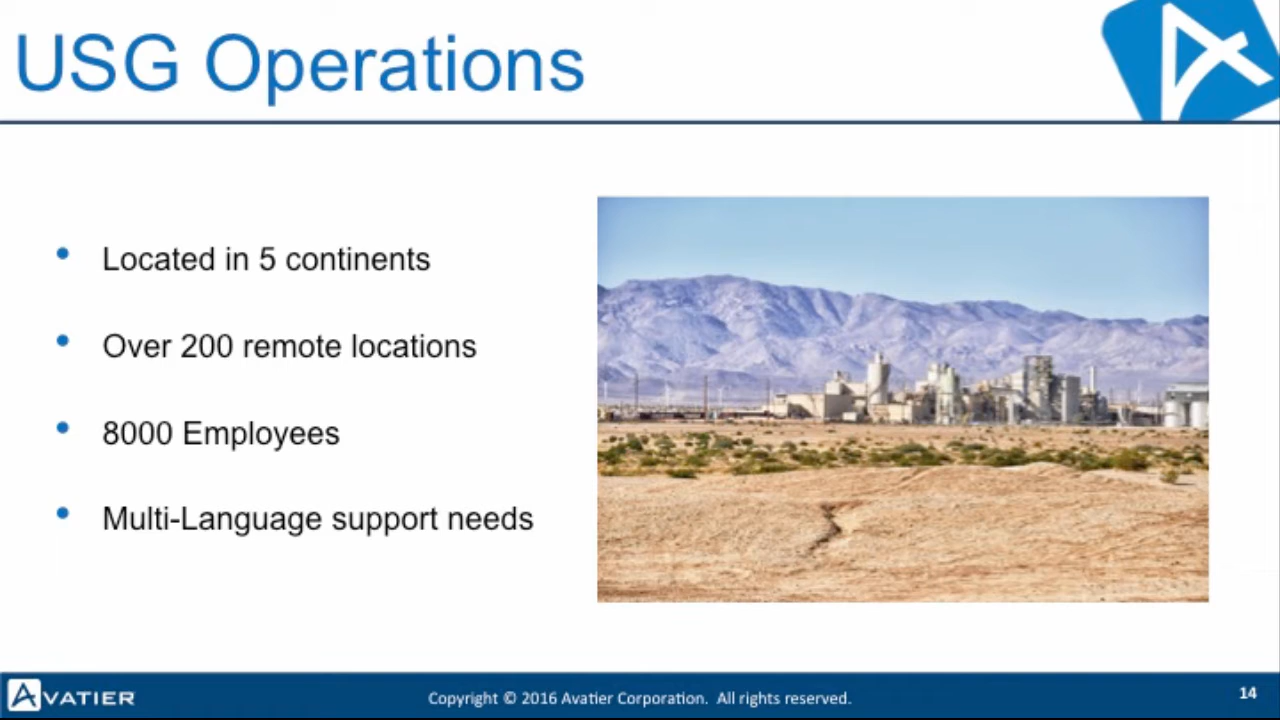 USG Operations
• Located in 5 continents
• Over 200 remote locations
• 8000 Employees
• Multi-Language support needs
AVATIER
Copyright © 2016 Avatier Corporation. All rights reserved.
14